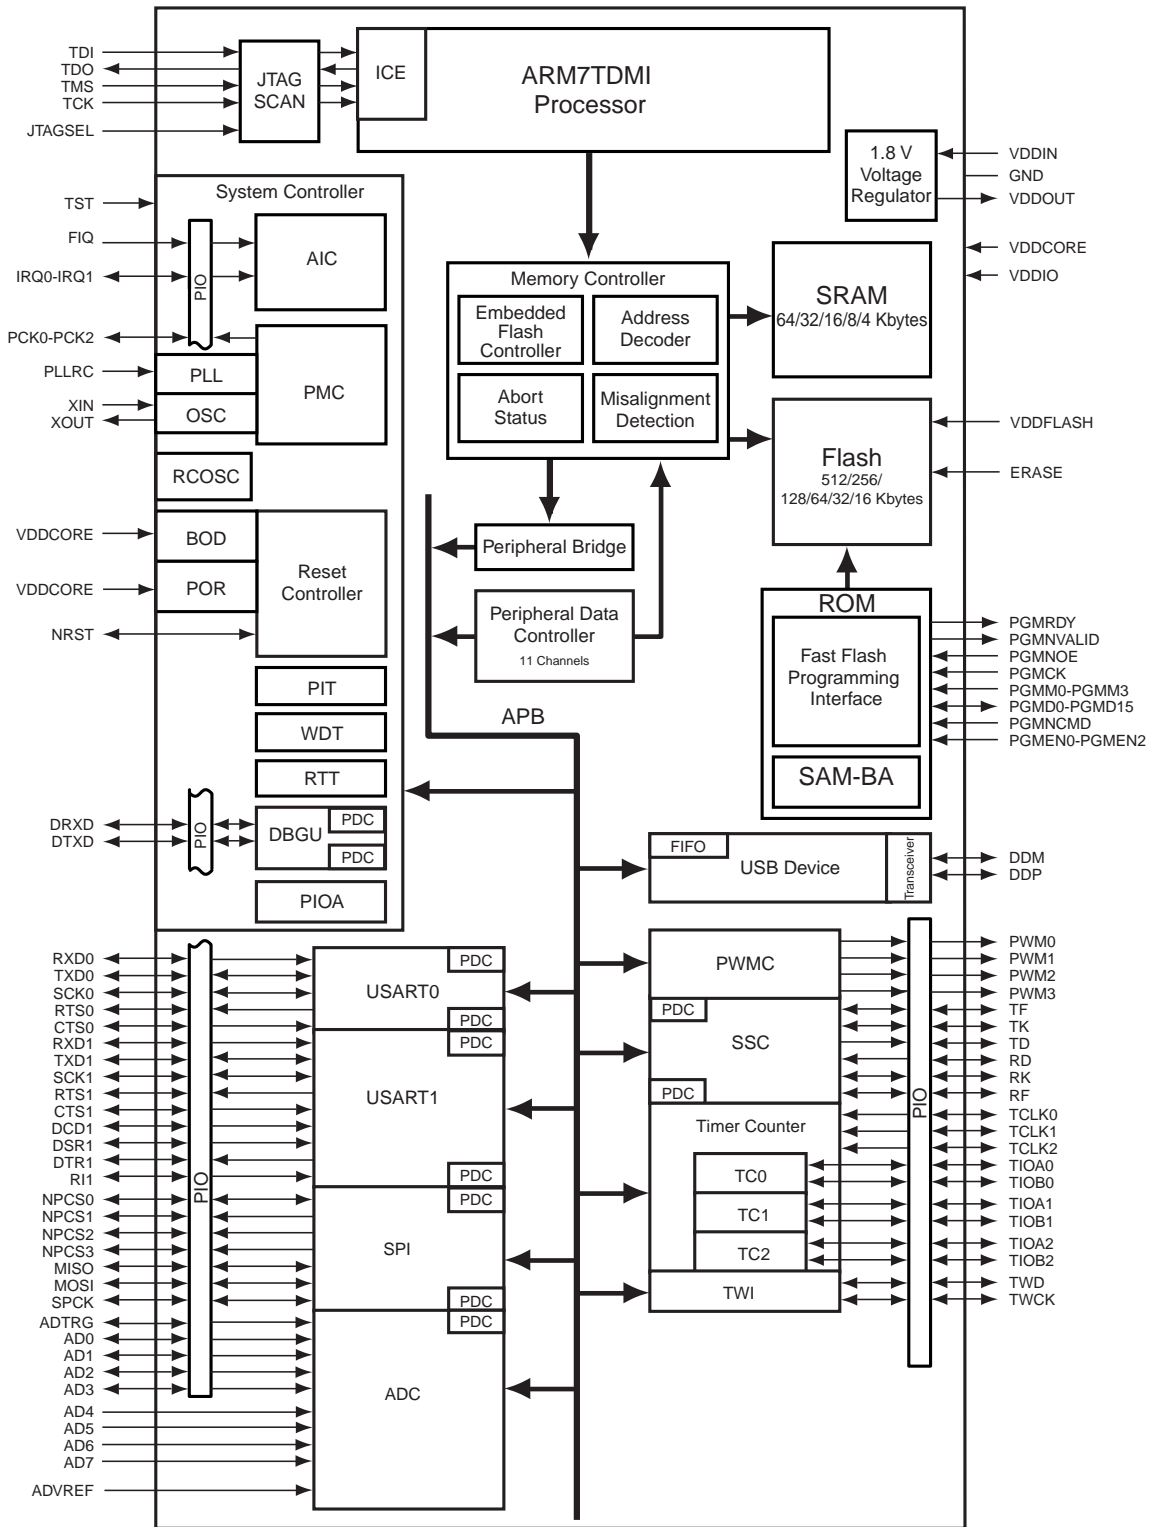 TDI
TDO
TMS
TCK
JTAGSEL
JTAG
SCAN
ICE
ARM7TDMI
Processor
1.8 V
Voltage
Regulator
VDDIN
GND
VDDOUT
VDDCORE
VDDIO
System Controller
TST
FIQ
IRQ0-IRQ1
PCK0-PCK2
PLLRC
XIN
XOUT
PIO
AIC
PMC
PLL
OSC
RCOSC
VDDCORE
VDDCORE
NRST
BOD
POR
Reset
Controller
PIT
WDT
RTT
DRXD
DTXD
PIO
DBGU
PDC
PDC
PIOA
Memory Controller
Embedded
Flash
Controller
Address
Decoder
Abort
Status
Misalignment
Detection
SRAM
64/32/16/8/4 Kbytes
Flash
512/256/
128/64/32/16 Kbytes
VDDFLASH
ERASE
Peripheral Bridge
Peripheral Data
Controller
11 Channels
APB
ROM
Fast Flash
Programming
Interface
SAM-BA
PGMRDY
PGMNVALID
PGMNOE
PGMCK
PGMM0-PGMM3
PGMD0-PGMD15
PGMNCMD
PGMEN0-PGMEN2
FIFO
USB Device
Transceiver
DDM
DDP
RXD0
TXD0
SCK0
RTS0
CTS0
RXD1
TXD1
SCK1
RTS1
CTS1
DCD1
DSR1
DTR1
RI1
NPCS0
NPCS1
NPCS2
NPCS3
MISO
MOSI
SPCK
ADTRG
AD0
AD1
AD2
AD3
AD4
AD5
AD6
AD7
ADVREF
PIO
PDC
USART0
PDC
PDC
USART1
PDC
PDC
SPI
PDC
PDC
ADC
PWMC
PDC
SSC
PDC
Timer Counter
TC0
TC1
TC2
TWI
PIO
PWM0
PWM1
PWM2
PWM3
TF
TK
TD
RD
RK
RF
TCLK0
TCLK1
TCLK2
TIOA0
TIOB0
TIOA1
TIOB1
TIOA2
TIOB2
TWD
TWCK